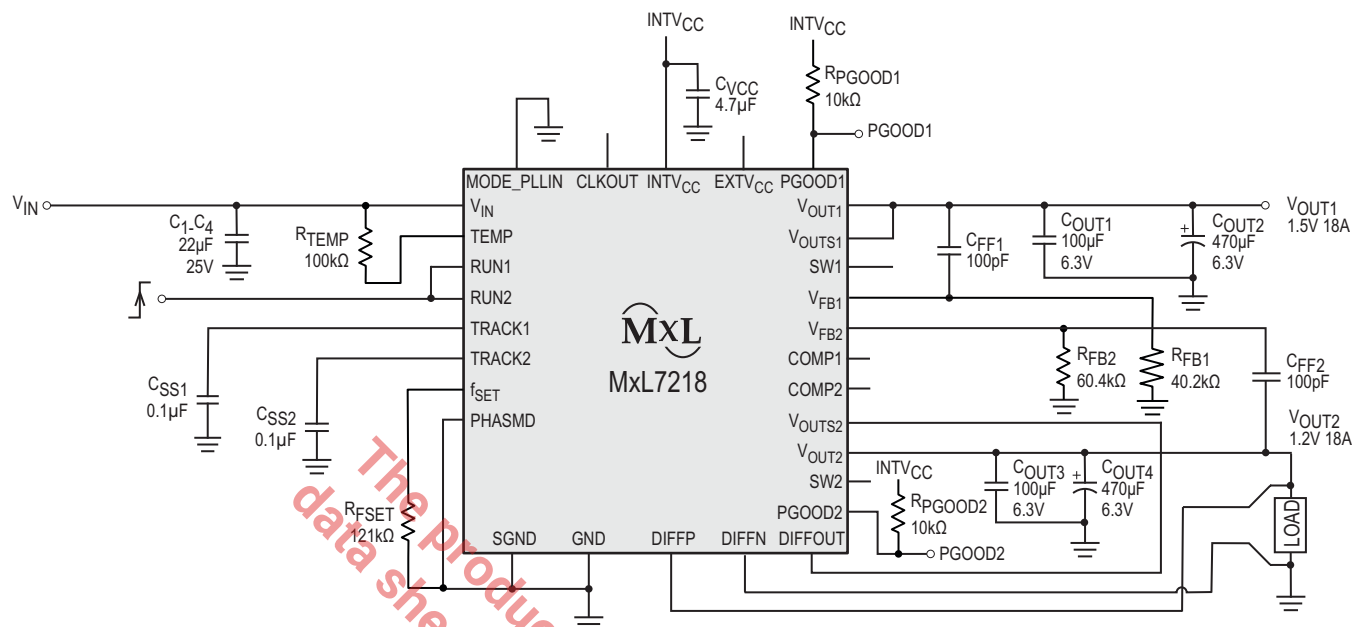 INTVCC
INTVCC
CVCC
4.7µF
RPGOOD1
10kΩ
PGOOD1
MODE_PLLIN
CLKOUT
INTVCC
EXTVCC
PGOOD1
VIN
C1-C4
22µF
25V
RTEMP
100kΩ
VIN
TEMP
RUN1
RUN2
TRACK1
TRACK2
fSET
PHASMD
CSS1
0.1µF
CSS2
0.1µF
RFSET
121kΩ
MXL
MxL7218
VOUT1
VOUTS1
SW1
VFB1
VFB2
COMP1
COMP2
VOUTS2
VOUT2
SW2
PGOOD2
SGND
GND
DIFFP
DIFFN
DIFFOUT
CFF1
100pF
COUT1
100µF
6.3V
+
COUT2
470µF
6.3V
VOUT1
1.5V 18A
RFB2
60.4kΩ
RFB1
40.2kΩ
CFF2
100pF
VOUT2
1.2V 18A
INTVCC
RPGOOD2
10kΩ
PGOOD2
COUT3
100µF
6.3V
+
COUT4
470µF
6.3V
LOAD
The produc
data she